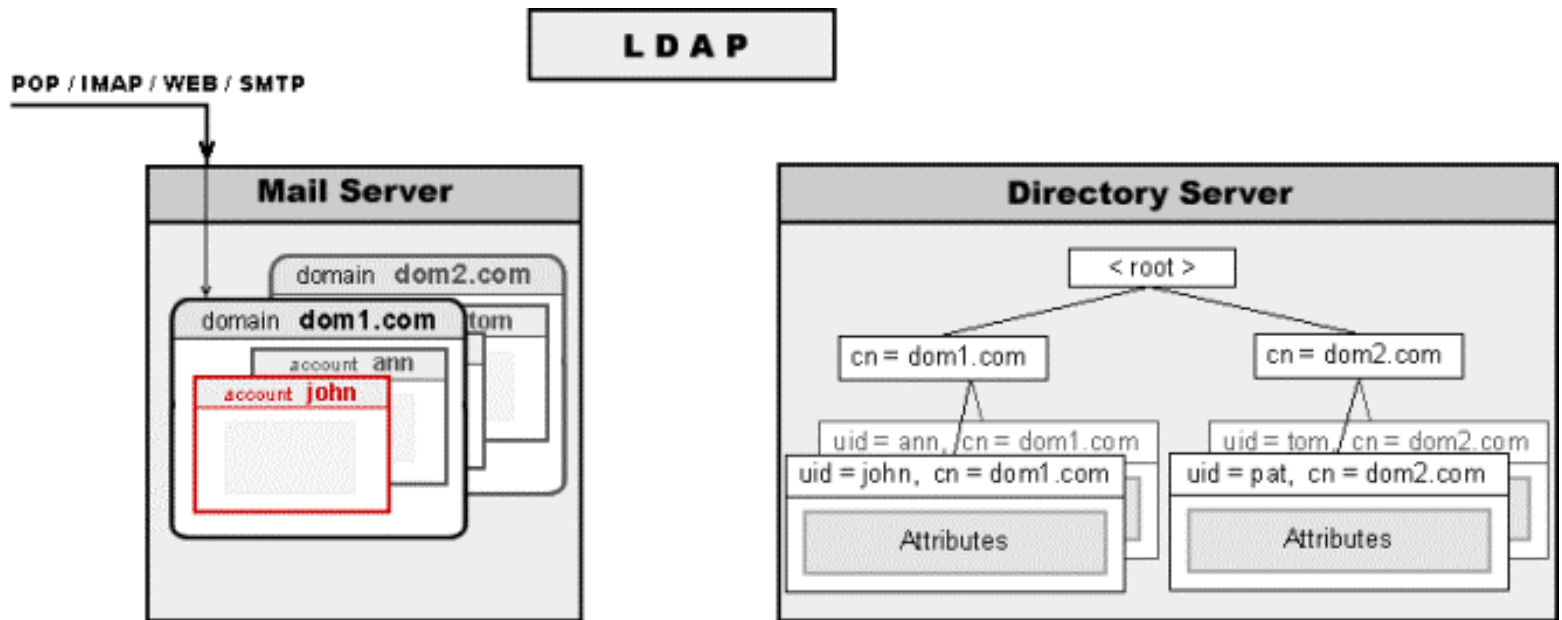 L D A P
POP / IMAP / WEB / SMTP
Mail Server
domain dom2.com
domain dom1.com
tom
account ann
account john
Directory Server
< root >
cn = dom1.com
cn = dom2.com
uid = ann, cn = dom1.com
uid = tom, cn = dom2.com
uid = john, cn = dom1.com
uid = pat, cn = dom2.com
Attributes
Attributes